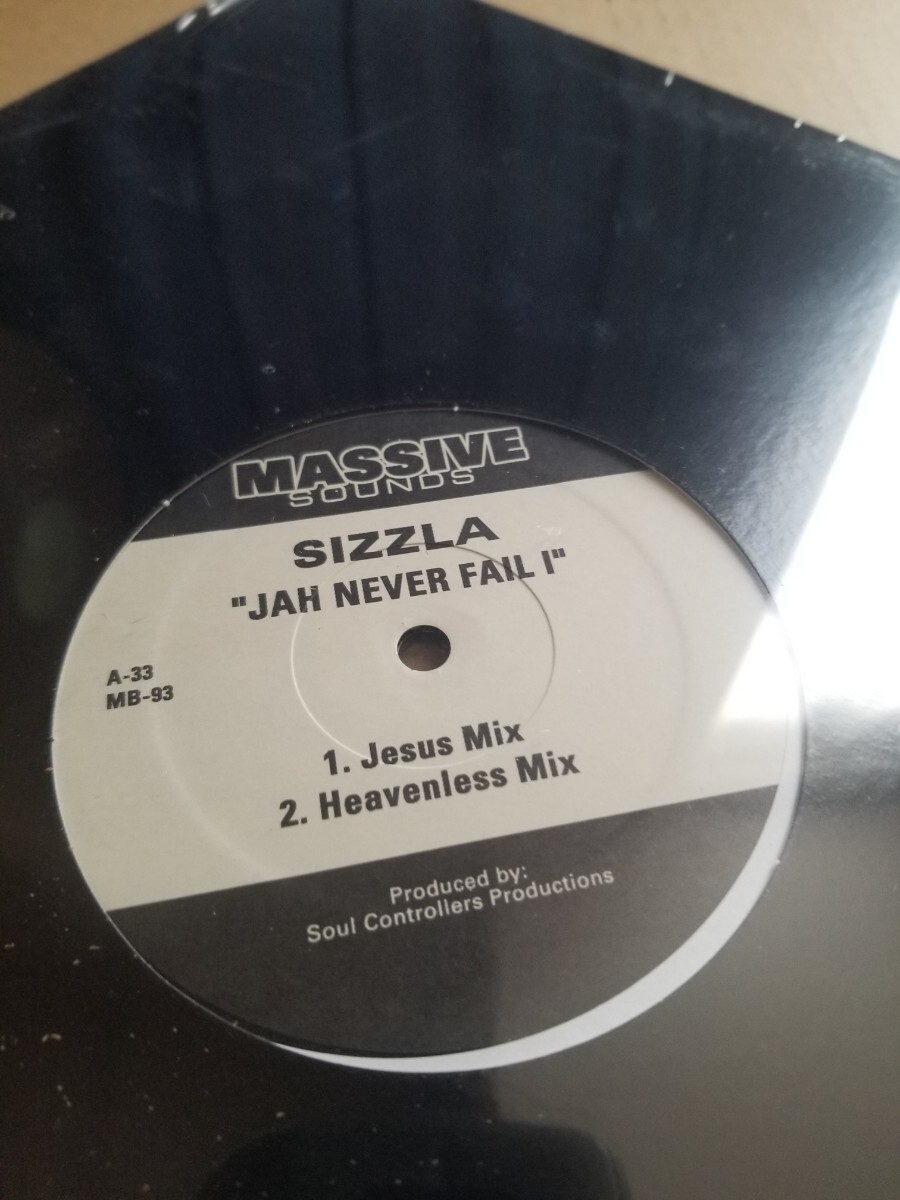 MASSIVE
SOUNDS
SIZZLA
"JAH NEVER FAIL I"
A-33
MB-93
1. Jesus Mix
2. Heavenless Mix
Produced by:
Soul Controllers Productions